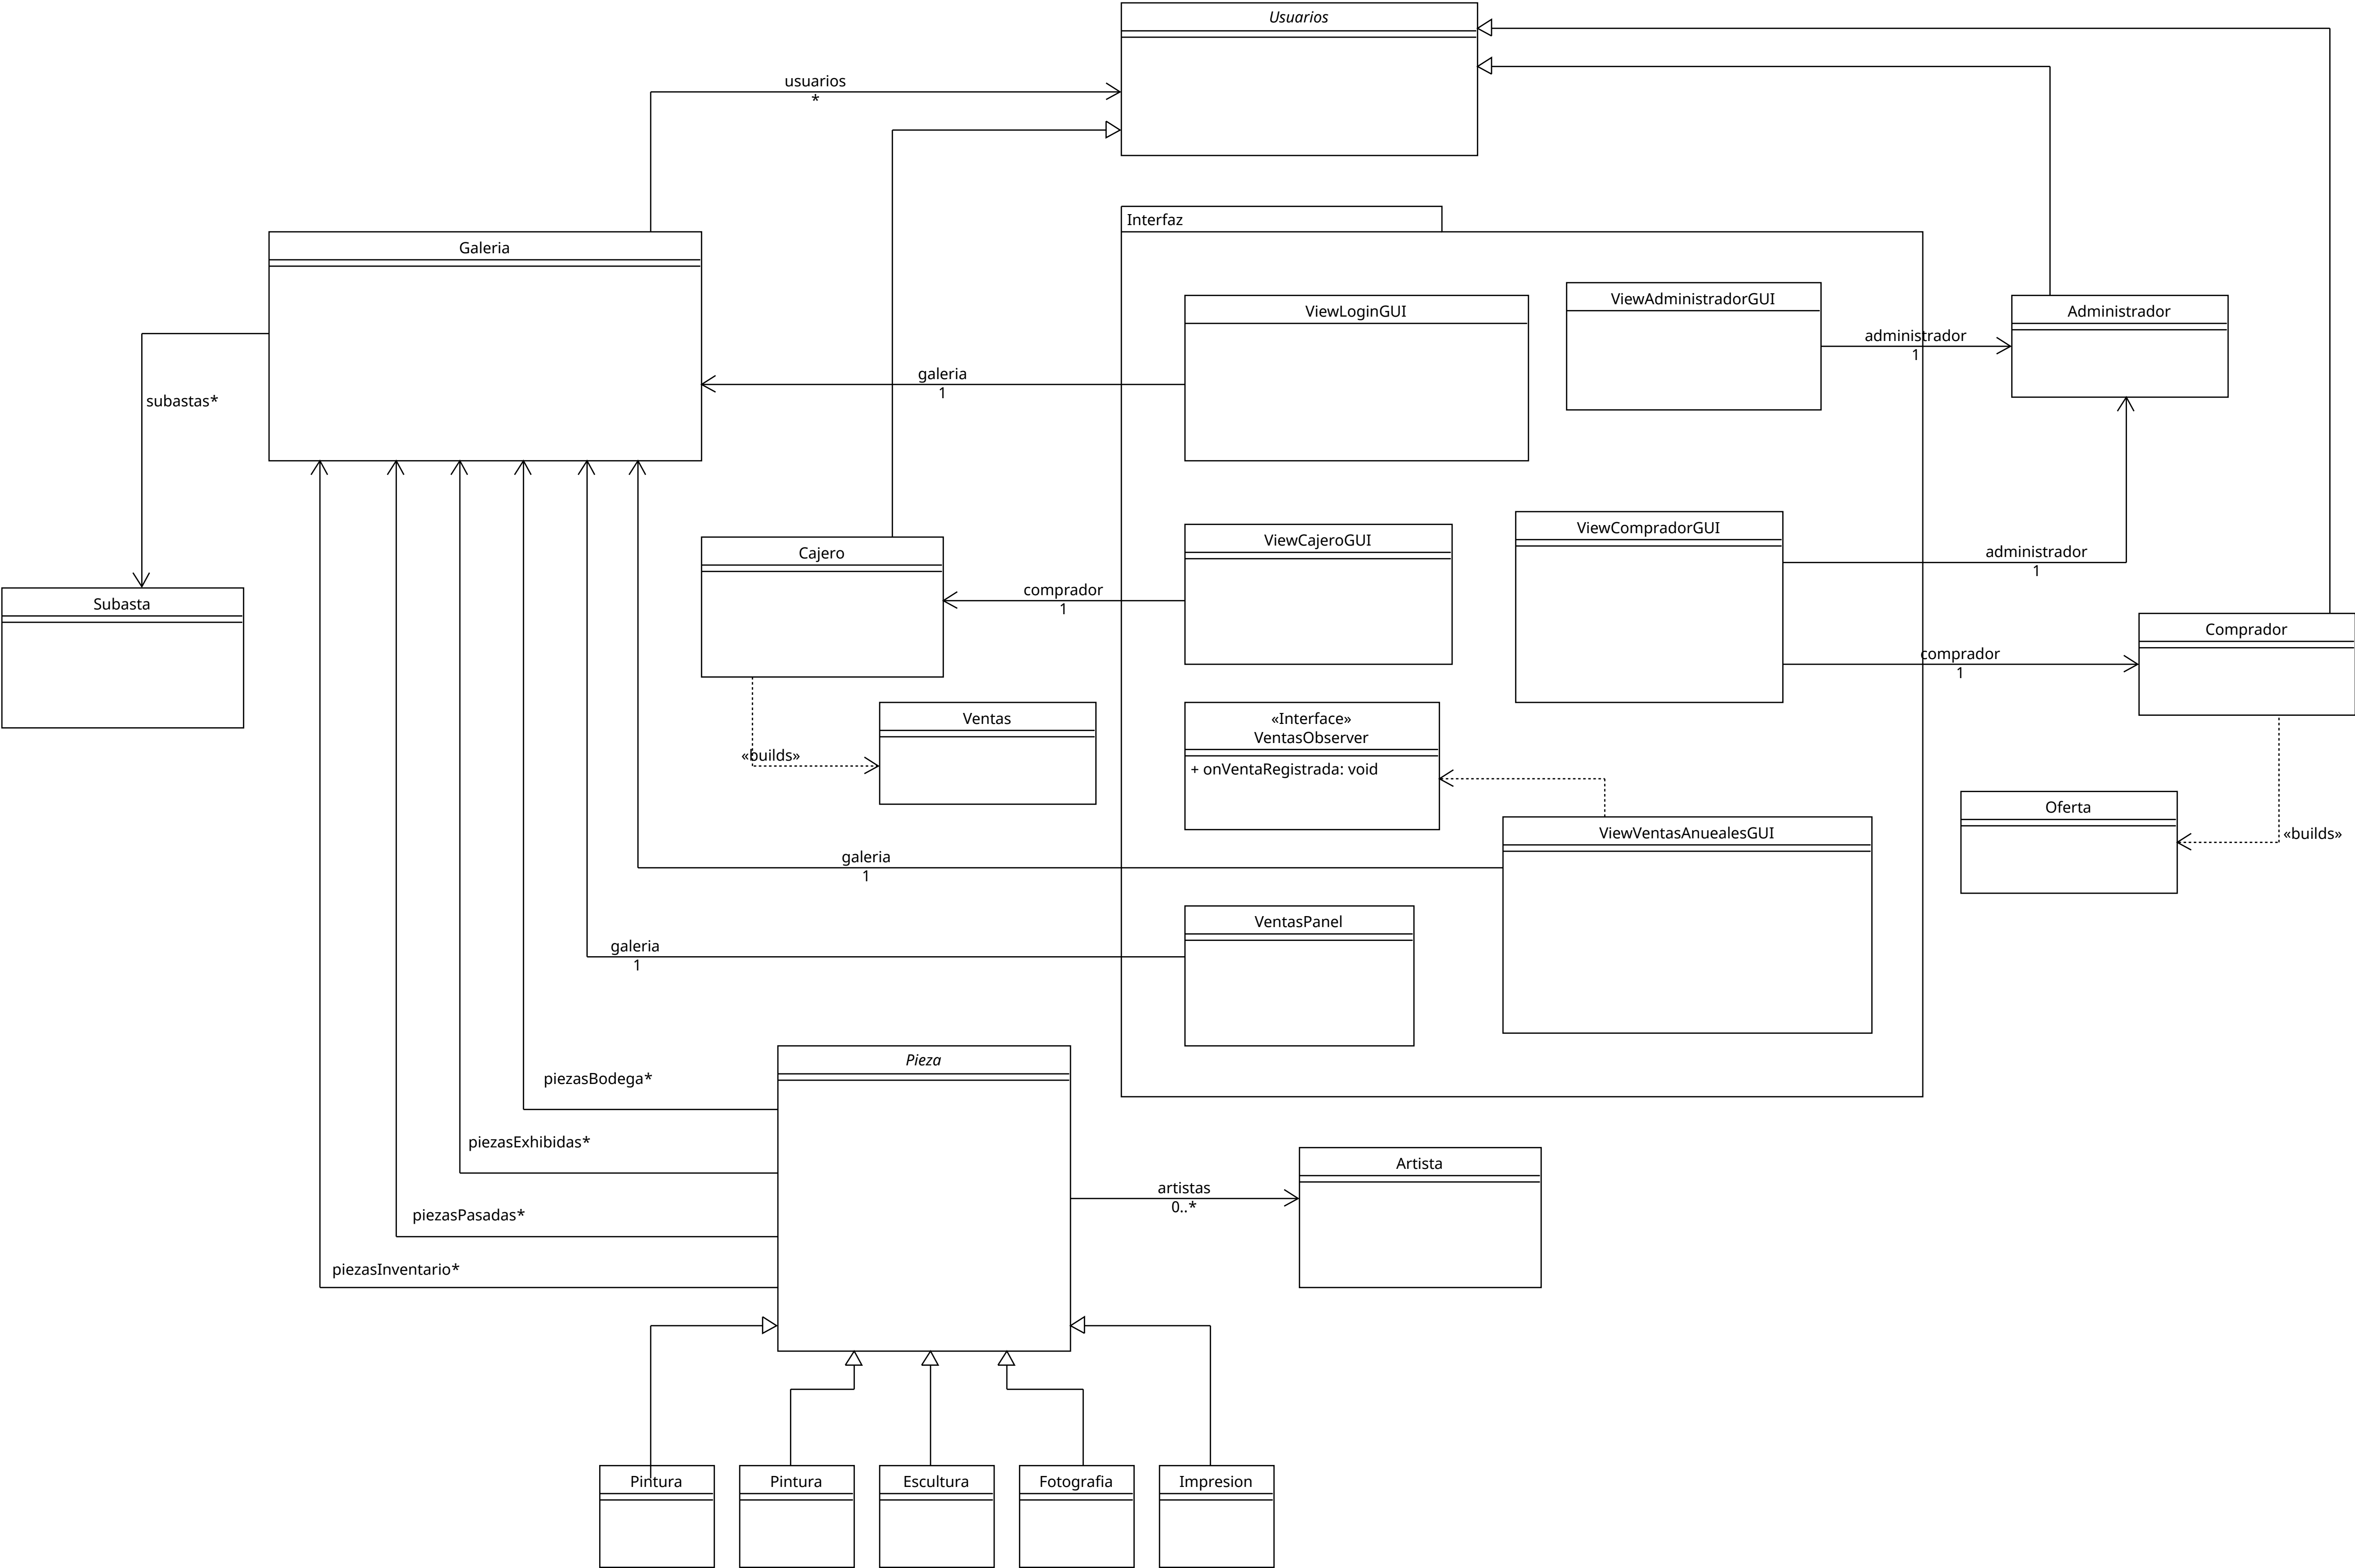 Usuarios
usuarios
*
Interfaz
Galeria
ViewLoginGUI
ViewAdministradorGUI
Administrador
administrador
1
galeria
1
subastas*
Cajero
ViewCajeroGUI
ViewCompradorGUI
administrador
1
comprador
1
Subasta
Comprador
comprador
1
Ventas
«builds»
«Interface»
VentasObserver
+ onVentaRegistrada: void
Oferta
«builds»
ViewVentasAnuealesGUI
galeria
1
VentasPanel
galeria
1
Pieza
piezasBodega*
piezasExhibidas*
Artista
artistas
0..*
piezasPasadas*
piezasInventario*
Pintura
Pintura
Escultura
Fotografia
Impresion